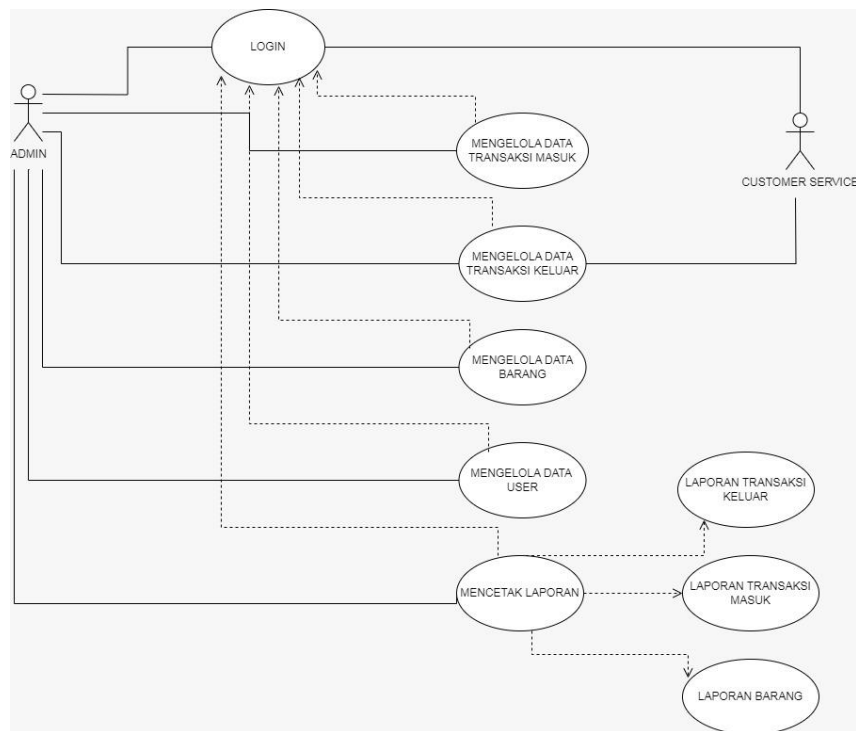 LOGIN
ADMIN
MENGELOLA DATA
TRANSAKSI MASUK
CUSTOMER SERVICE
MENGELOLA DATA
TRANSAKSI KELUAR
MENGELOLA DATA
BARANG
MENGELOLA DATA
USER
LAPORAN TRANSAKSI
KELUAR
MENCETAK LAPORAN
LAPORAN TRANSAKSI
MASUK
LAPORAN BARANG